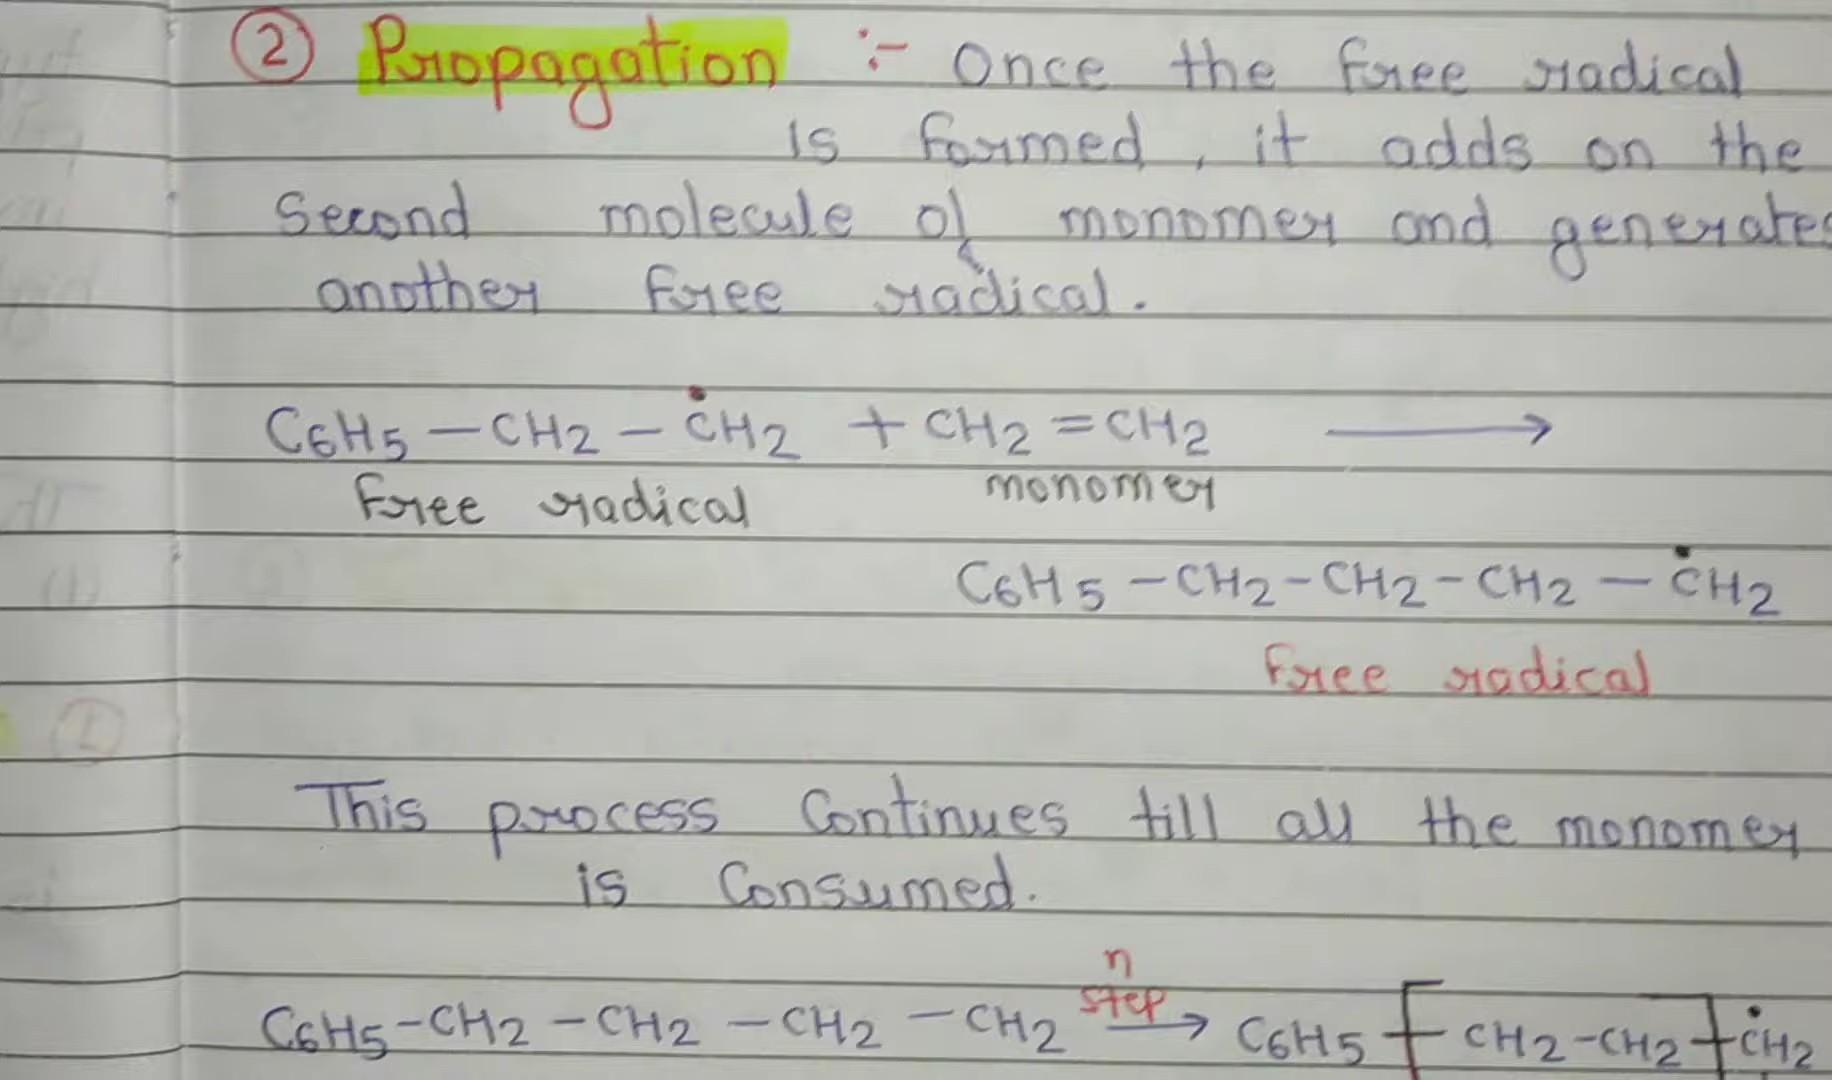 ② Propagation :- Once the free radical
is formed, it adds on the
Second molecule of monomer and generates
another free radical.
C6H5 – CH2 – ĊH2 + CH2 = CH2 ⟶
Free radical monomer
C6H5 – CH2 – CH2 – CH2 – ĊH2
Free radical
This process Continues till all the monomer
is Consumed.
n
step
C6H5 – CH2 – CH2 – CH2 – CH2 ⟶ C6H5 [ CH2 – CH2 ] ĊH2